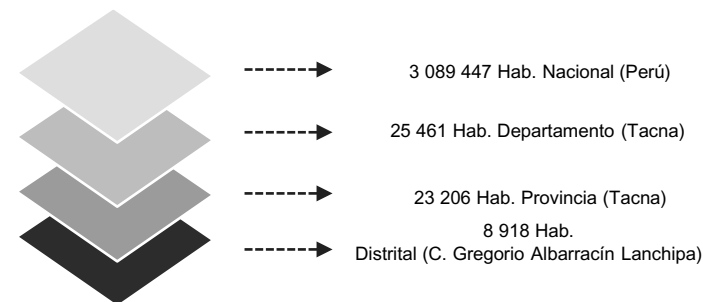 3 089 447 Hab. Nacional (Perú)
25 461 Hab. Departamento (Tacna)
23 206 Hab. Provincia (Tacna)
8 918 Hab.
Distrital (C. Gregorio Albarracín Lanchipa)